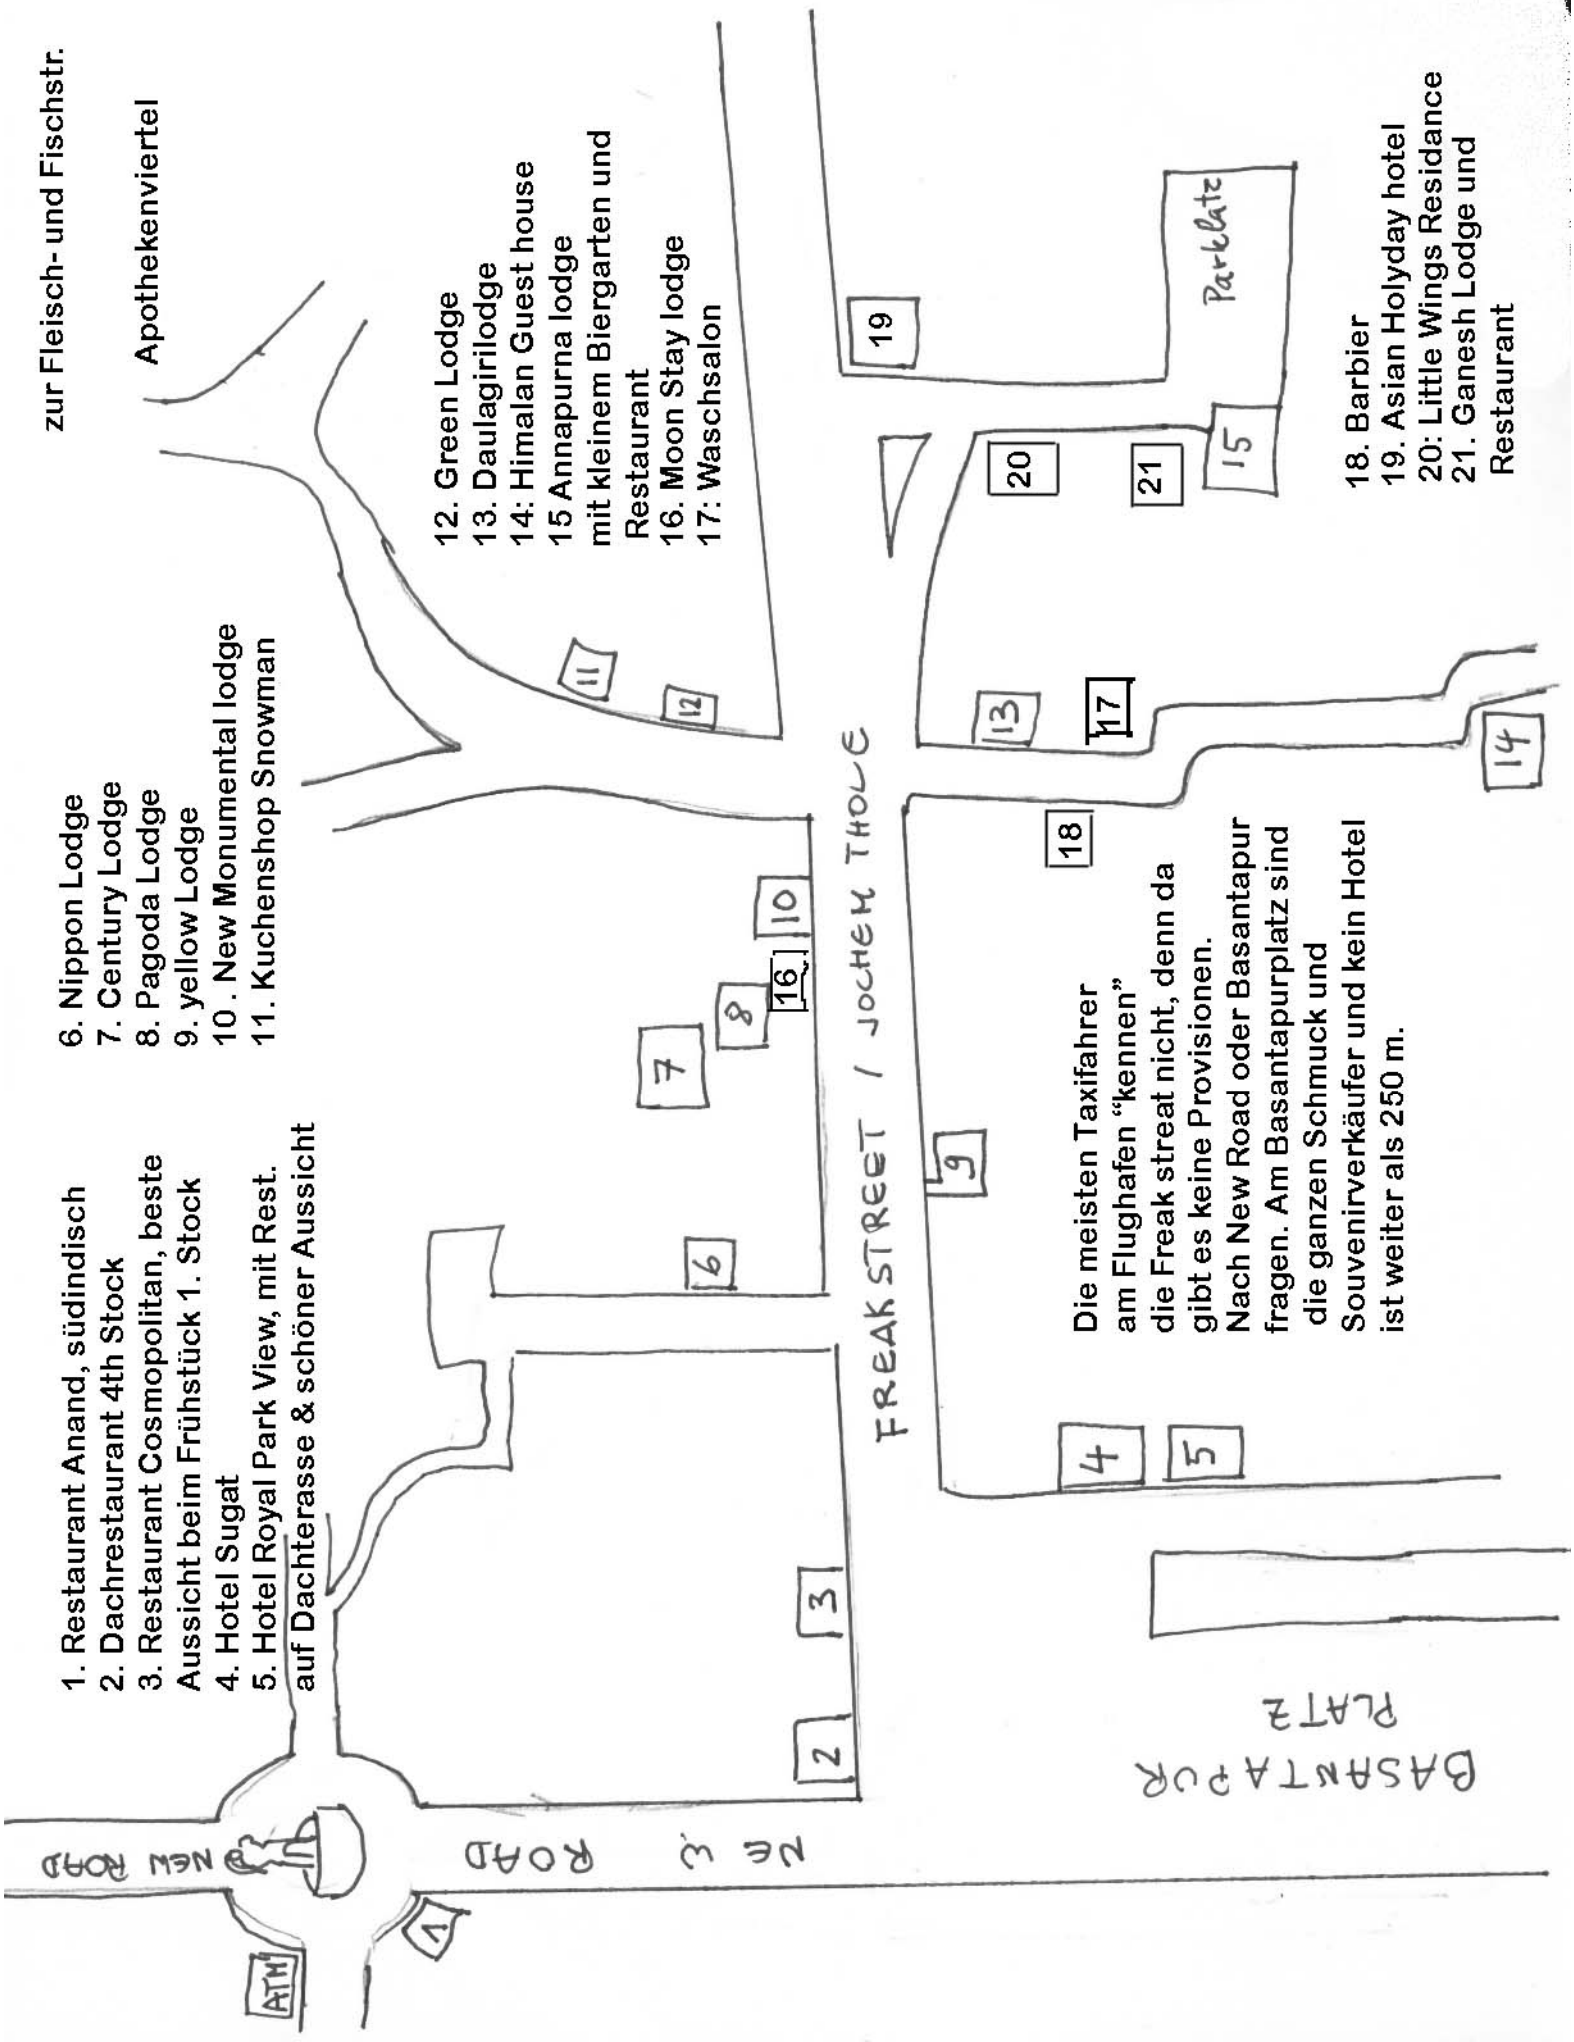 zur Fleisch- und Fischstr.
Apothekenviertel
1. Restaurant Anand, südindisch
2. Dachrestaurant 4th Stock
3. Restaurant Cosmopolitan, beste
Aussicht beim Frühstück 1. Stock
4. Hotel Sugat
5. Hotel Royal Park View, mit Rest.
auf Dachterasse & schöner Aussicht
6. Nippon Lodge
7. Century Lodge
8. Pagoda Lodge
9. yellow Lodge
10 . New Monumental lodge
11. Kuchenshop Snowman
12. Green Lodge
13. Daulagirilodge
14: Himalan Guest house
15 Annapurna lodge
mit kleinem Biergarten und
Restaurant
16. Moon Stay lodge
17: Waschsalon
18. Barbier
19. Asian Holyday hotel
20: Little Wings Residance
21. Ganesh Lodge und
Restaurant
Die meisten Taxifahrer
am Flughafen “kennen”
die Freak streat nicht, denn da
gibt es keine Provisionen.
Nach New Road oder Basantapur
fragen. Am Basantapurplatz sind
die ganzen Schmuck und
Souvenirverkäufer und kein Hotel
ist weiter als 250 m.
ATM
NEW ROAD
1
NEW ROAD
2
3
4
5
6
7
8
16
10
9
11
12
13
17
18
14
19
20
21
15
Parkplatz
FREAKSTREET / JOCHEM THOLE
BASANTAPUR
PLATZ